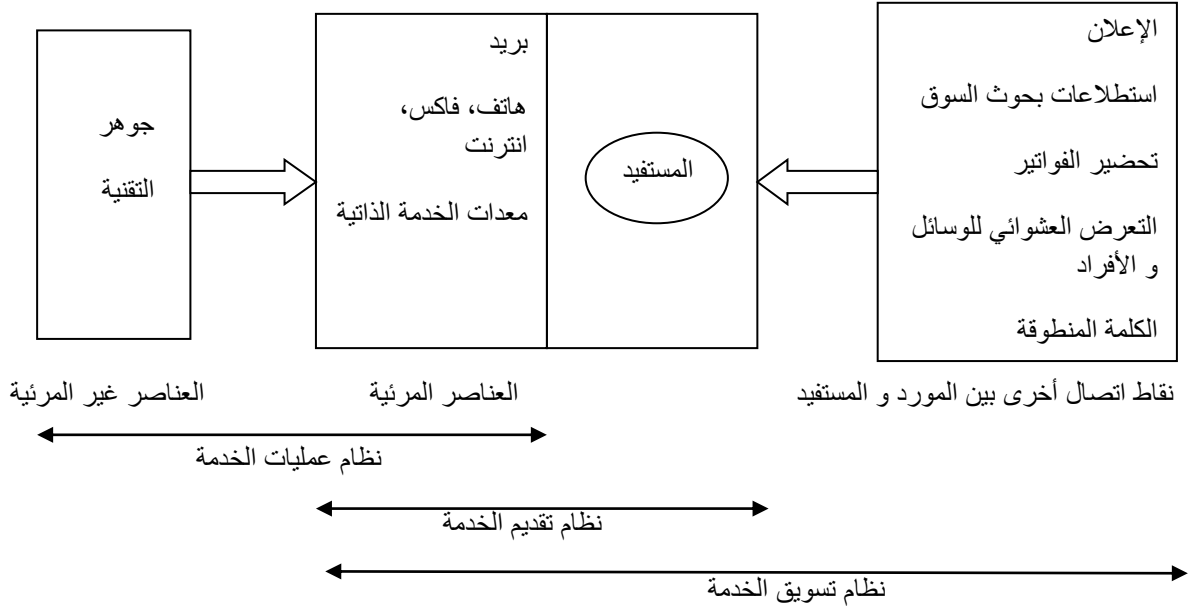 الإعلان
استطلاعات بحوث السوق
تحضير الفواتير
التعرض العشوائي للوسائل
و الأفراد
الكلمة المنطوقة
المستفيد
بريد
هاتف، فاكس،
انترنت
معدات الخدمة الذاتية
جوهر
التقنية
نقاط اتصال أخرى بين المورد و المستفيد
العناصر المرئية
العناصر غير المرئية
نظام عمليات الخدمة
نظام تقديم الخدمة
نظام تسويق الخدمة